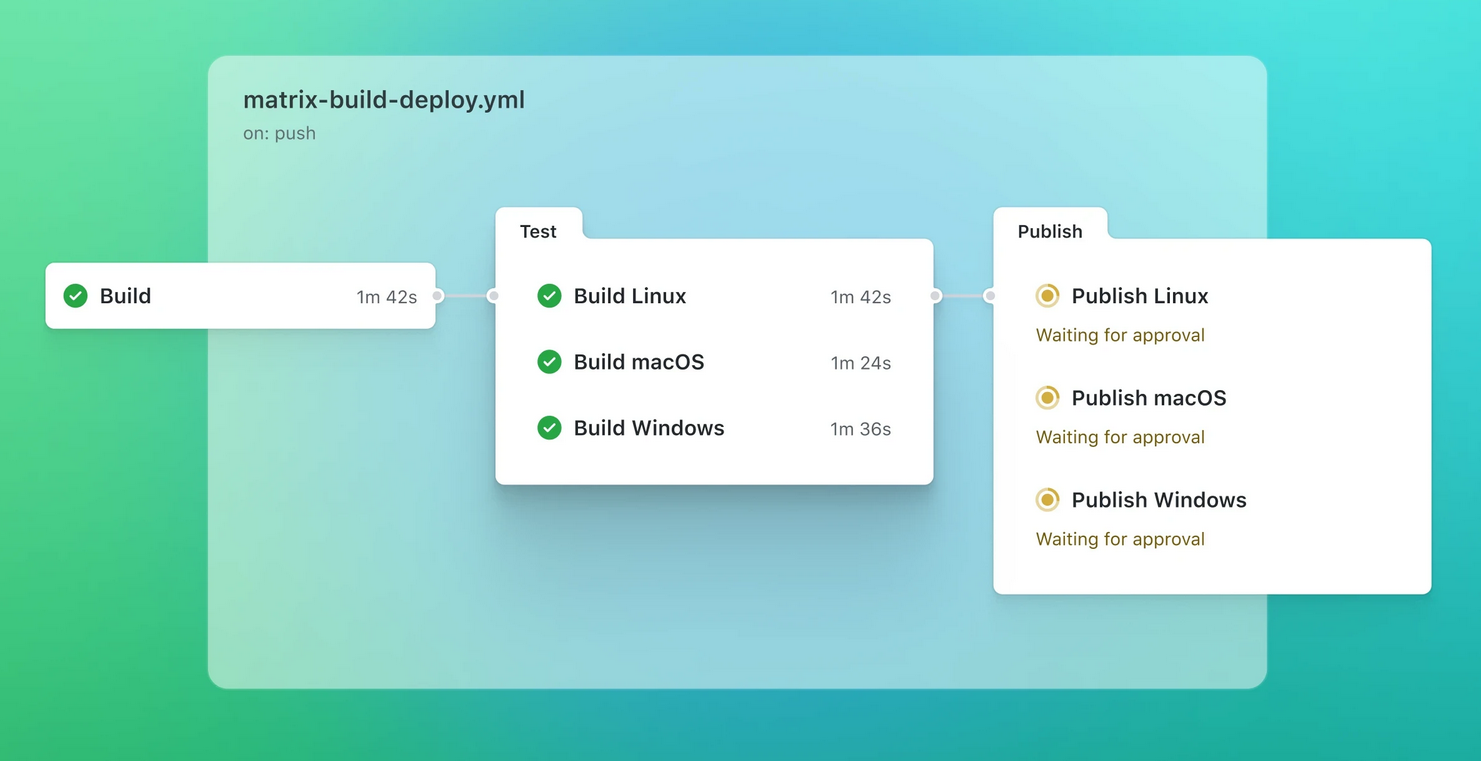 matrix-build-deploy.yml
on: push
Build 1m 42s
Test
Build Linux 1m 42s
Build macOS 1m 24s
Build Windows 1m 36s
Publish
Publish Linux
Waiting for approval
Publish macOS
Waiting for approval
Publish Windows
Waiting for approval